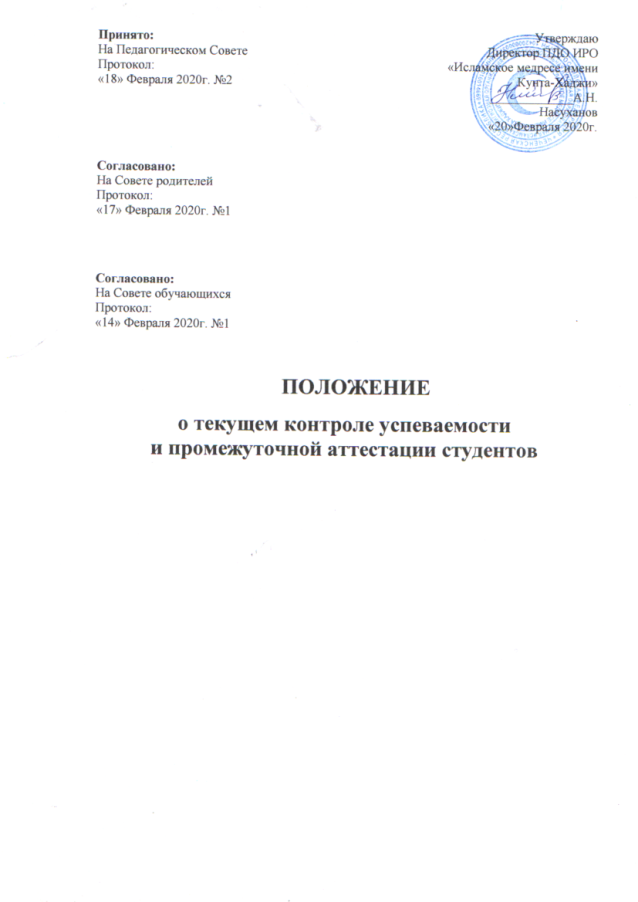 Принято:
На Педагогическом Совете
Протокол:
«18» Февраля 2020г. №2
Утверждаю
Директор ПДО ИРО
«Исламское медресе имени
Кунта-Хаджи»
А.Н.
Насуханов
«20»Февраля 2020г.
Согласовано:
На Совете родителей
Протокол:
«17» Февраля 2020г. №1
Согласовано:
На Совете обучающихся
Протокол:
«14» Февраля 2020г. №1
ПОЛОЖЕНИЕ
о текущем контроле успеваемости
и промежуточной аттестации студентов